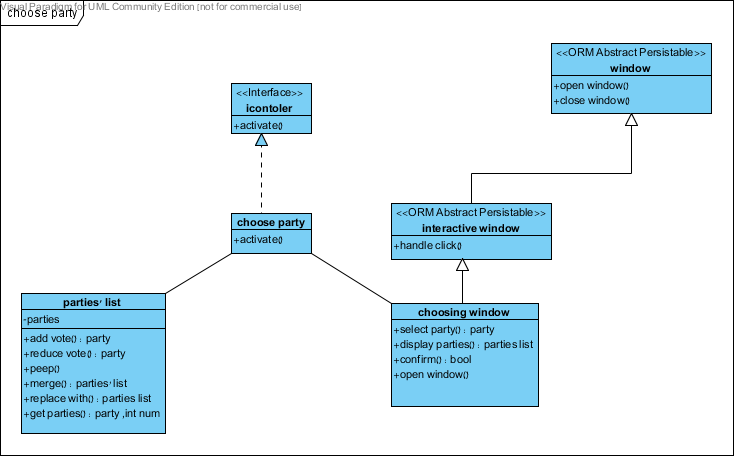 Visual Paradigm for UML Community Edition [not for commercial use]
choose party
<<ORM Abstract Persistable>>
window
+open window()
+close window()
<<Interface>>
icontoler
+activate()
choose party
+activate()
<<ORM Abstract Persistable>>
interactive window
+handle click()
parties' list
-parties
+add vote() : party
+reduce vote() : party
+peep()
+merge() : parties' list
+replace with() : parties list
+get parties() : party ,int num
choosing window
+select party() : party
+display parties() : parties list
+confirm() : bool
+open window()